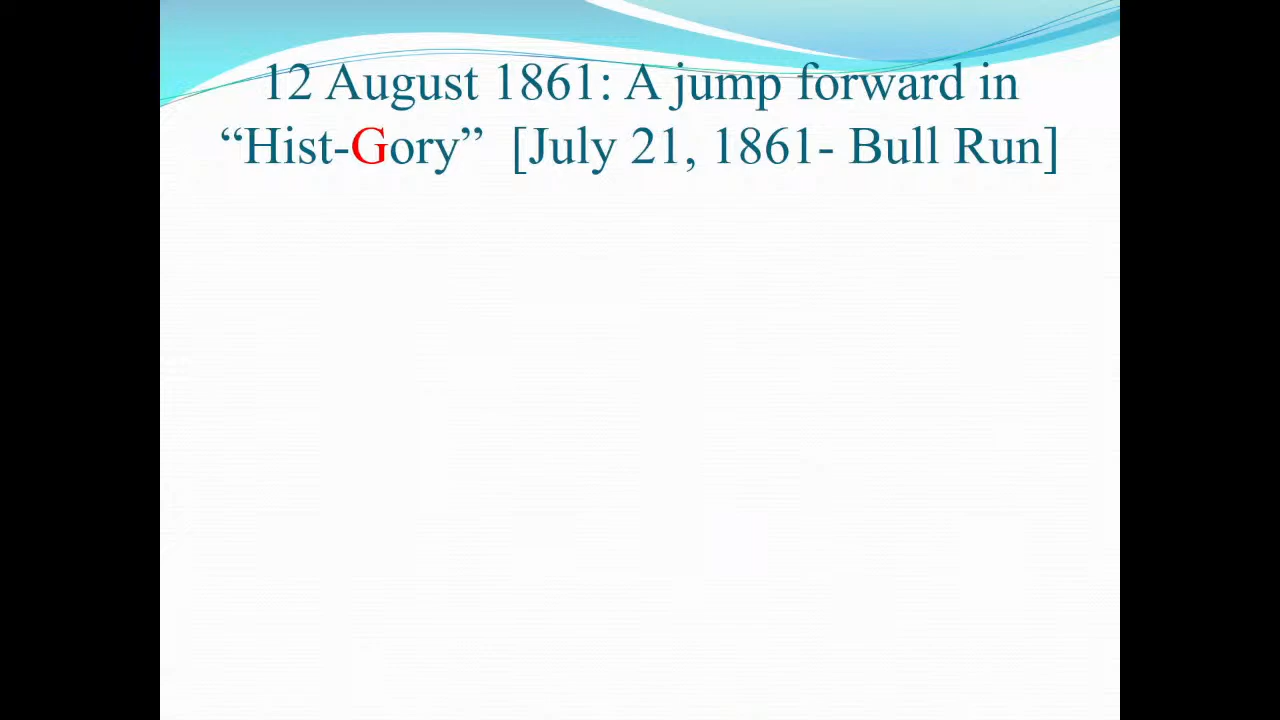 12 August 1861: A jump forward in
“Hist-Gory” [July 21, 1861- Bull Run]